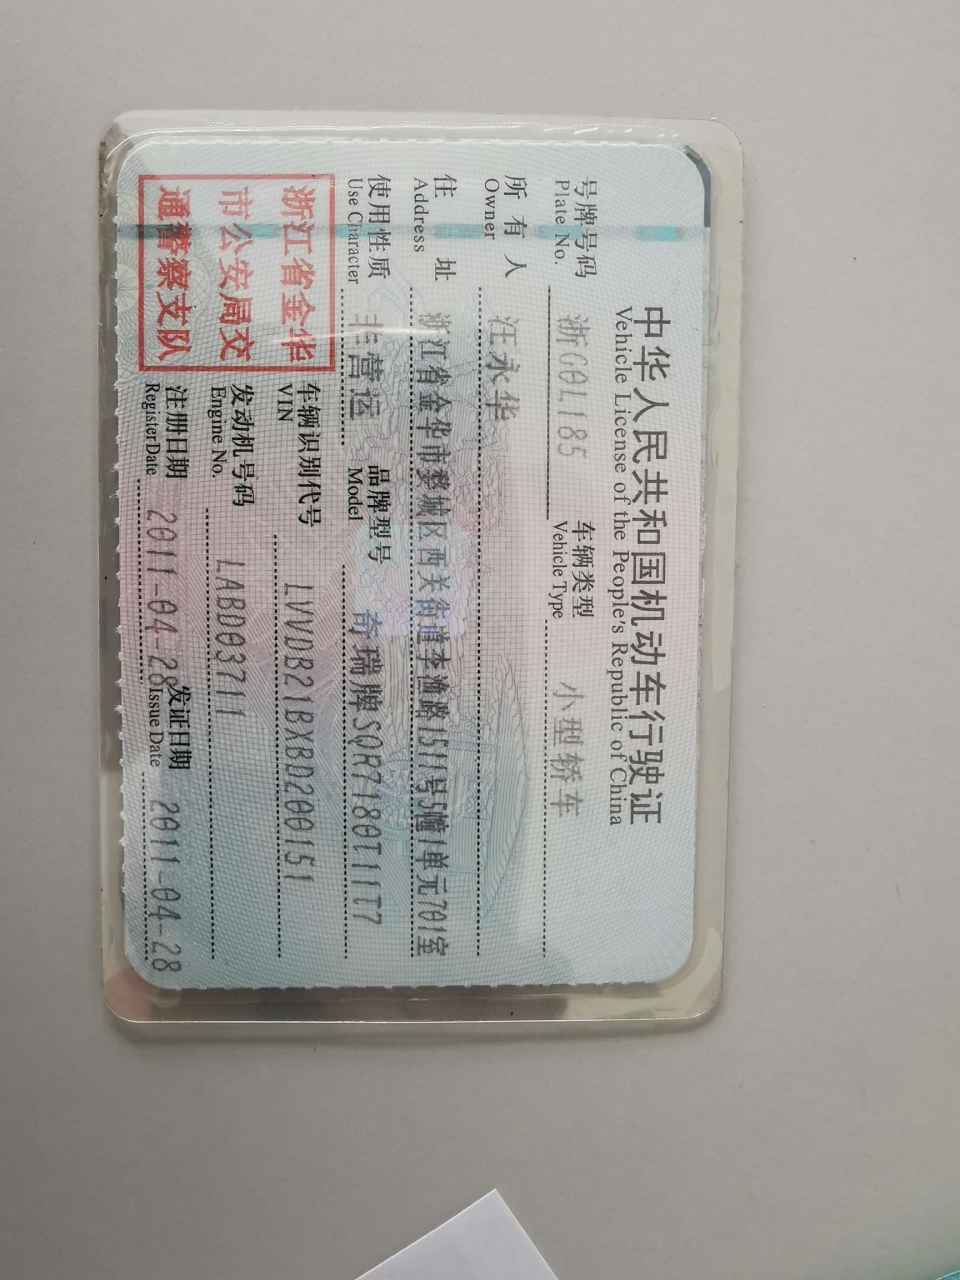 中华人民共和国机动车行驶证
Vehicle License of the People's Republic of China
号牌号码 浙G0L185 车辆类型 小型轿车
Plate No. Vehicle Type
所有人 汪永华
Owner
住址 浙江省金华市婺城区西关街道李渔路1511号5幢1单元701室
Address
使用性质 非营运 品牌型号 奇瑞牌SQR7180T11T7
Use Character Model
浙江省金华
市公安局交
通警察支队
车辆识别代号 LVVDB21BXBD200151
VIN
发动机号码 LABD03711
Engine No.
注册日期 2011-04-28 发证日期 2011-04-28
Register Date Issue Date